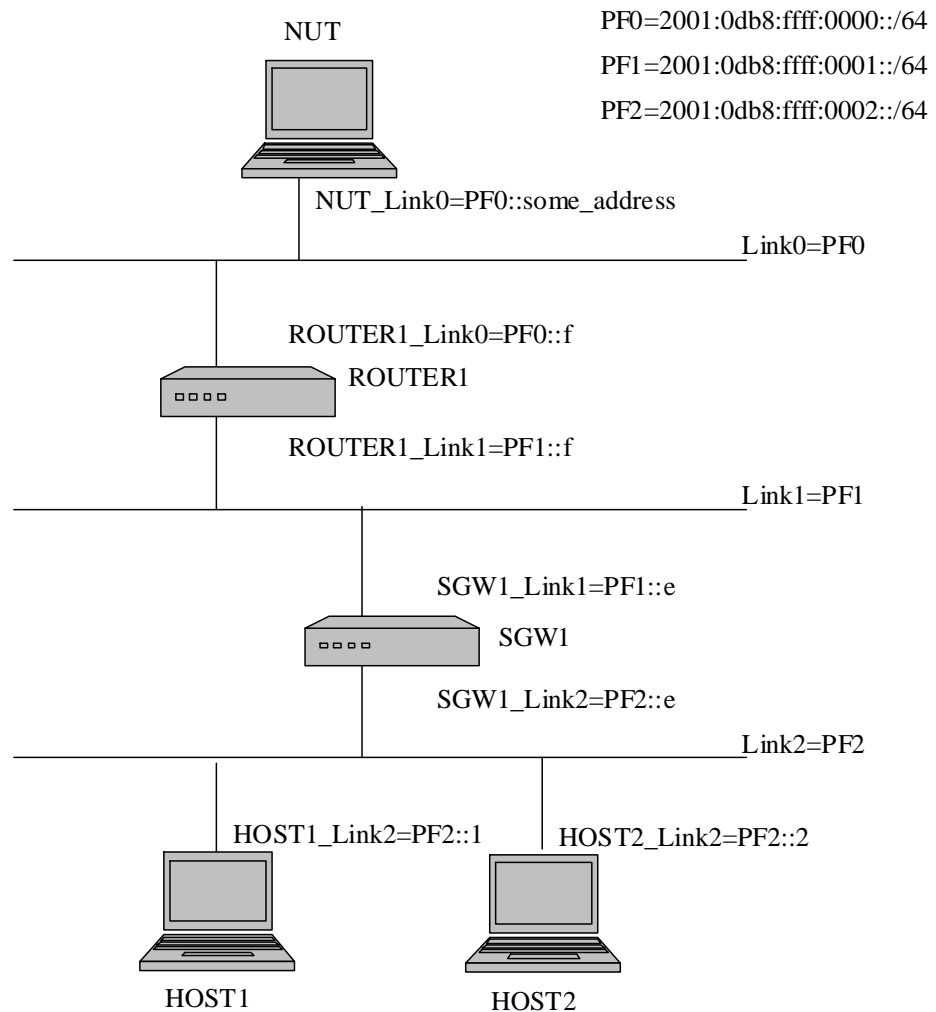 NUT
PF0=2001:0db8:ffff:0000::/64
PF1=2001:0db8:ffff:0001::/64
PF2=2001:0db8:ffff:0002::/64
NUT_Link0=PF0::some_address
Link0=PF0
ROUTER1_Link0=PF0::f
ROUTER1
ROUTER1_Link1=PF1::f
Link1=PF1
SGW1_Link1=PF1::e
SGW1
SGW1_Link2=PF2::e
Link2=PF2
HOST1_Link2=PF2::1
HOST2_Link2=PF2::2
HOST1
HOST2